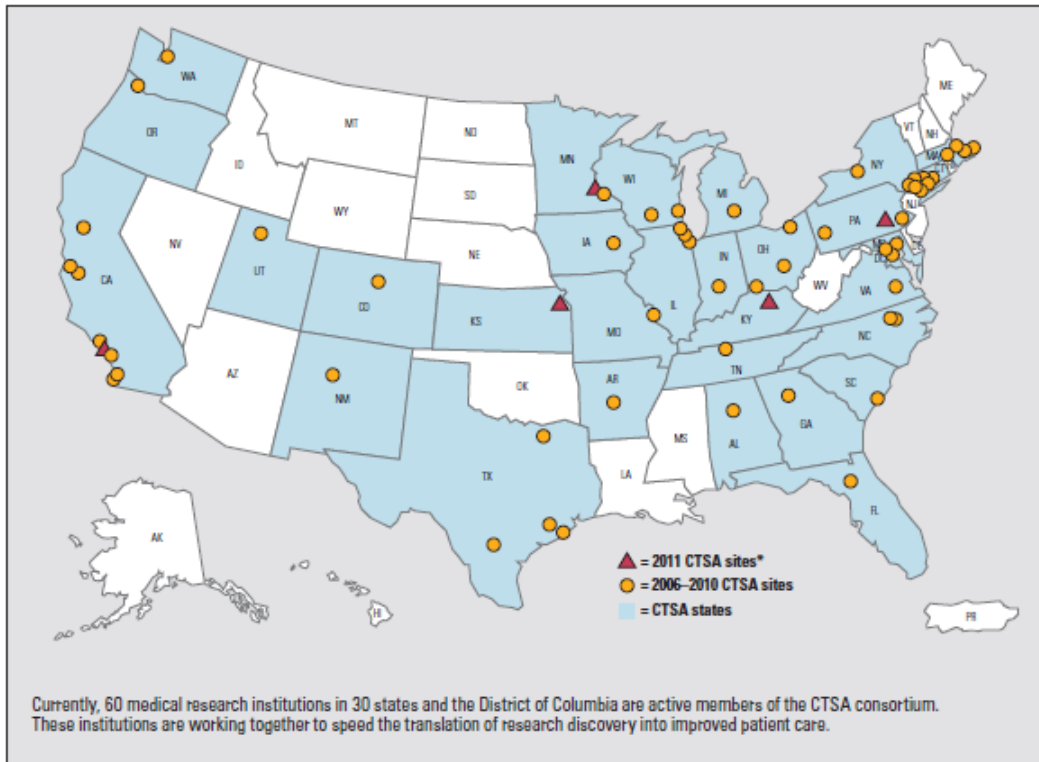 WA
OR
CA
NV
ID
MT
WY
UT
AZ
CO
NM
ND
SD
NE
KS
OK
TX
MN
IA
MO
AR
LA
WI
IL
MI
IN
OH
KY
TN
MS
AL
GA
FL
SC
NC
VA
WV
PA
NY
NJ
MA
VT
NH
ME
AK
HI
PR
= 2011 CTSA sites*
= 2006–2010 CTSA sites
= CTSA states
Currently, 60 medical research institutions in 30 states and the District of Columbia are active members of the CTSA consortium.
These institutions are working together to speed the translation of research discovery into improved patient care.